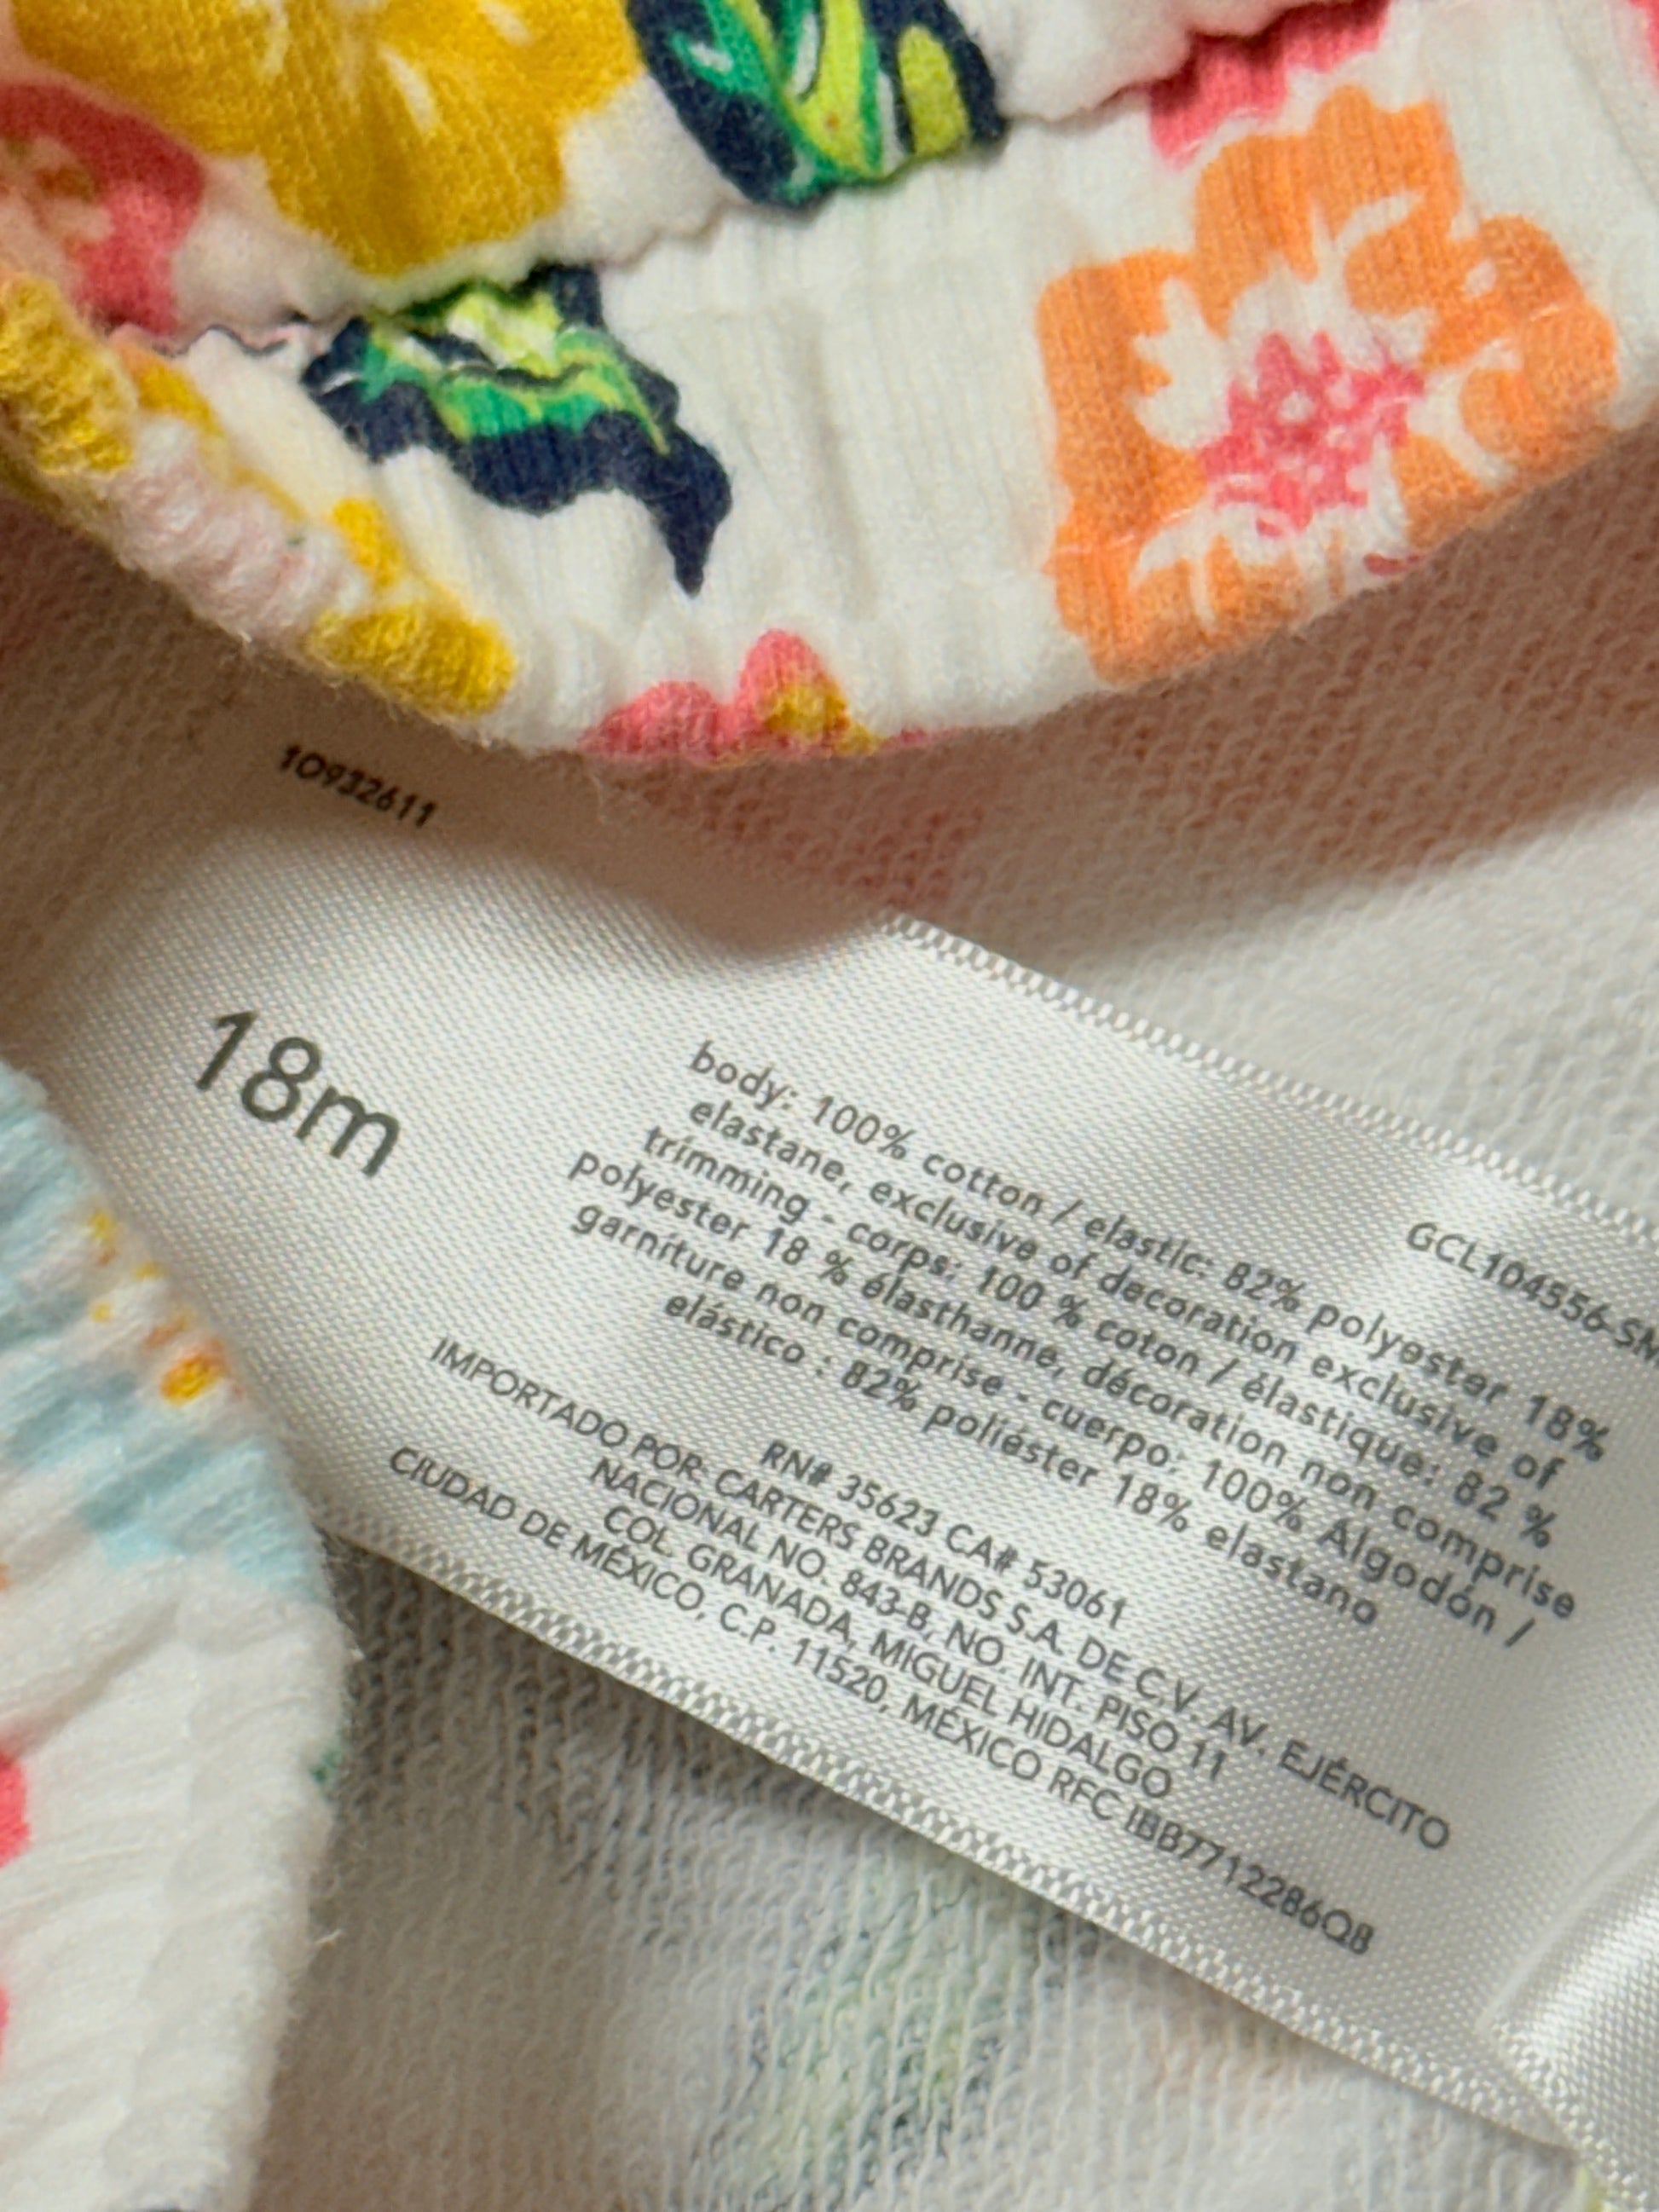 10932611
18m
GCL104556-SM
body: 100% cotton / elastic: 82% polyester 18%
elastane, exclusive of decoration exclusive of
trimming - corps: 100 % coton / élastique: 82 %
polyester 18 % élasthanne, décoration non comprise
garniture non comprise - cuerpo: 100% Algodón /
elástico : 82% poliéster 18% elastano
RN# 35623 CA# 53061
IMPORTADO POR: CARTERS BRANDS S.A. DE C.V. AV. EJÉRCITO
NACIONAL NO. 843-B, NO. INT. PISO 11
COL. GRANADA, MIGUEL HIDALGO
CIUDAD DE MÉXICO, C.P. 11520, MÉXICO RFC IBB7712286Q8